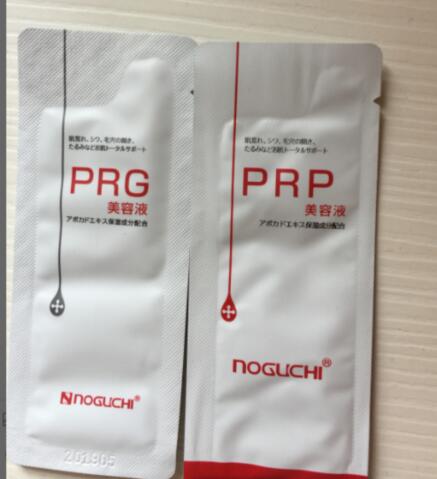 肌荒れ、シワ、毛穴の開き、
たるみなどお肌トータルサポート
PRG
美容液
アボカドエキス保湿成分配合
NOGUCHI®
201905
肌荒れ、シワ、毛穴の開き、
たるみなどお肌トータルサポート
PRP
美容液
アボカドエキス保湿成分配合
NOGUCHI®